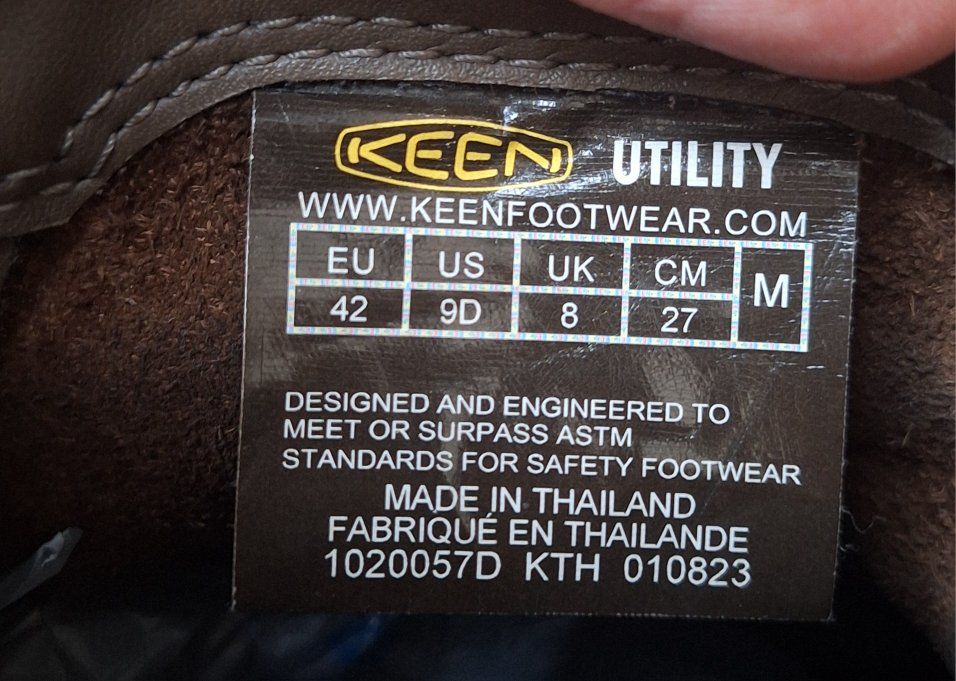 KEEN UTILITY
WWW.KEENFOOTWEAR.COM
EU US UK CM M
42 9D 8 27
DESIGNED AND ENGINEERED TO
MEET OR SURPASS ASTM
STANDARDS FOR SAFETY FOOTWEAR
MADE IN THAILAND
FABRIQUÉ EN THAILANDE
1020057D KTH 010823